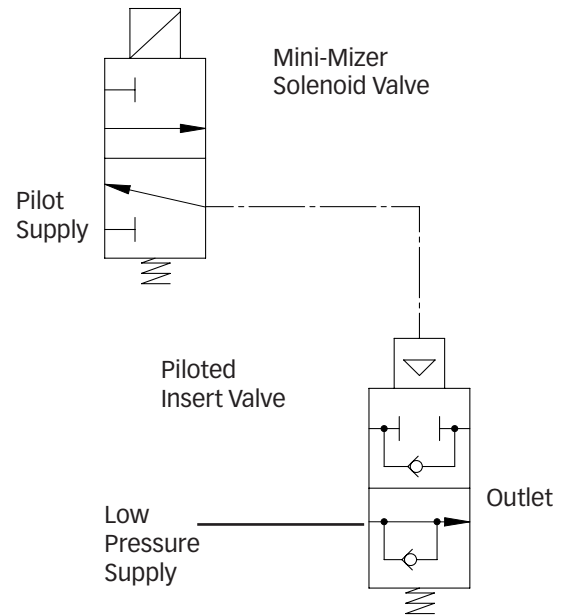 Mini-Mizer
Solenoid Valve
Pilot
Supply
Piloted
Insert Valve
Outlet
Low
Pressure
Supply